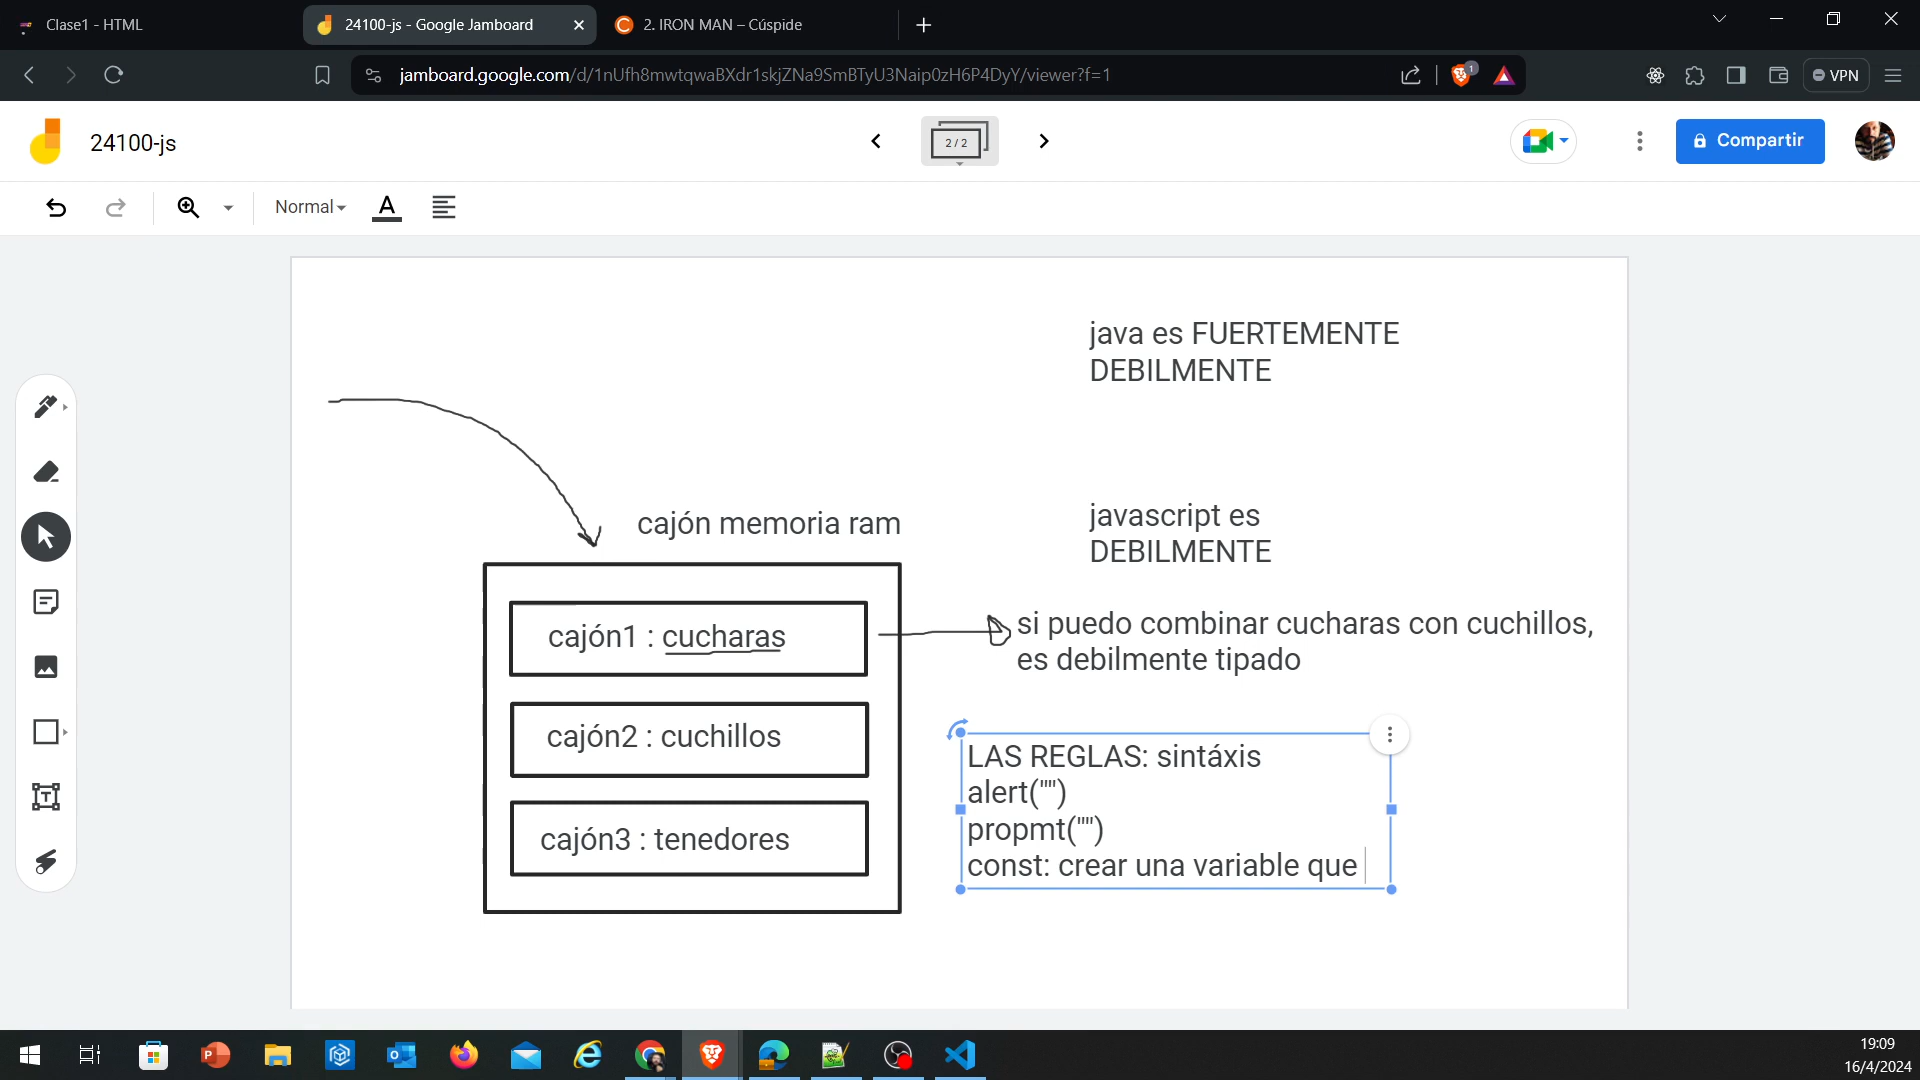 Clase1 - HTML
24100-js - Google Jamboard
2. IRON MAN – Cúspide
jamboard.google.com/d/1nUfh8mwtqwaBXdr1skjZNa9SmBTyU3Naip0zH6P4DyY/viewer?f=1
1
VPN
24100-js
2 / 2
Compartir
Normal
A
java es FUERTEMENTE
DEBILMENTE
cajón memoria ram
javascript es
DEBILMENTE
cajón1 : cucharas
si puedo combinar cucharas con cuchillos,
es debilmente tipado
cajón2 : cuchillos
LAS REGLAS: sintáxis
alert("")
propmt("")
const: crear una variable que
cajón3 : tenedores
19:09
16/4/2024